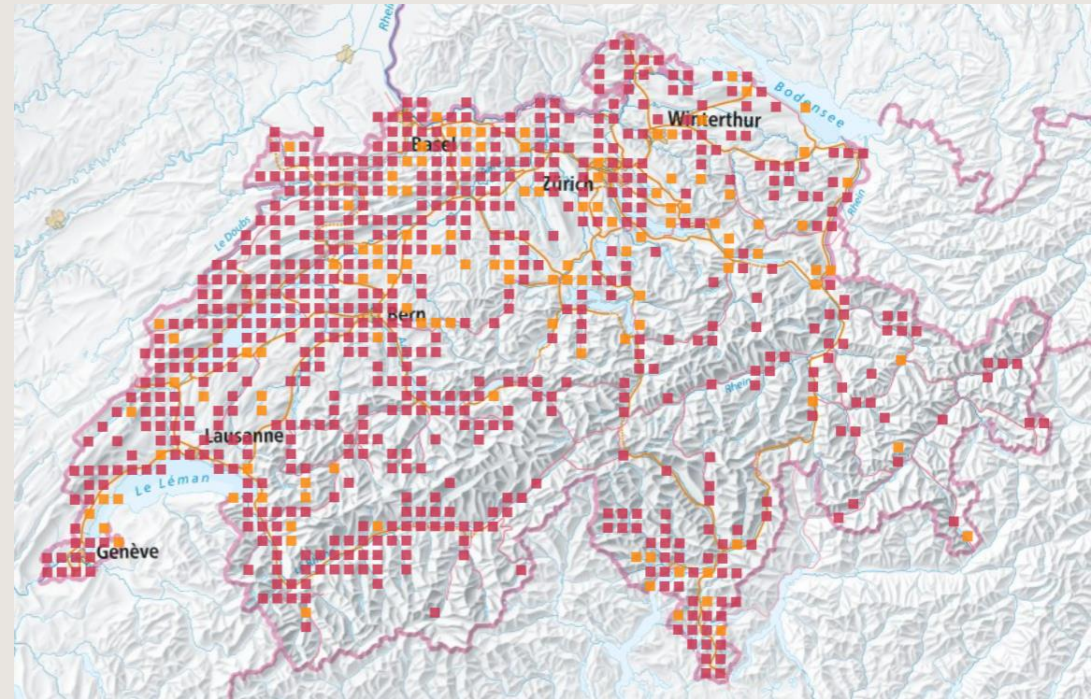 Rhein
Bodensee
Winterthur
Basel
Zürich
Rhein
Le Doubs
Bern
Rhein
Lausanne
Le Léman
Genève